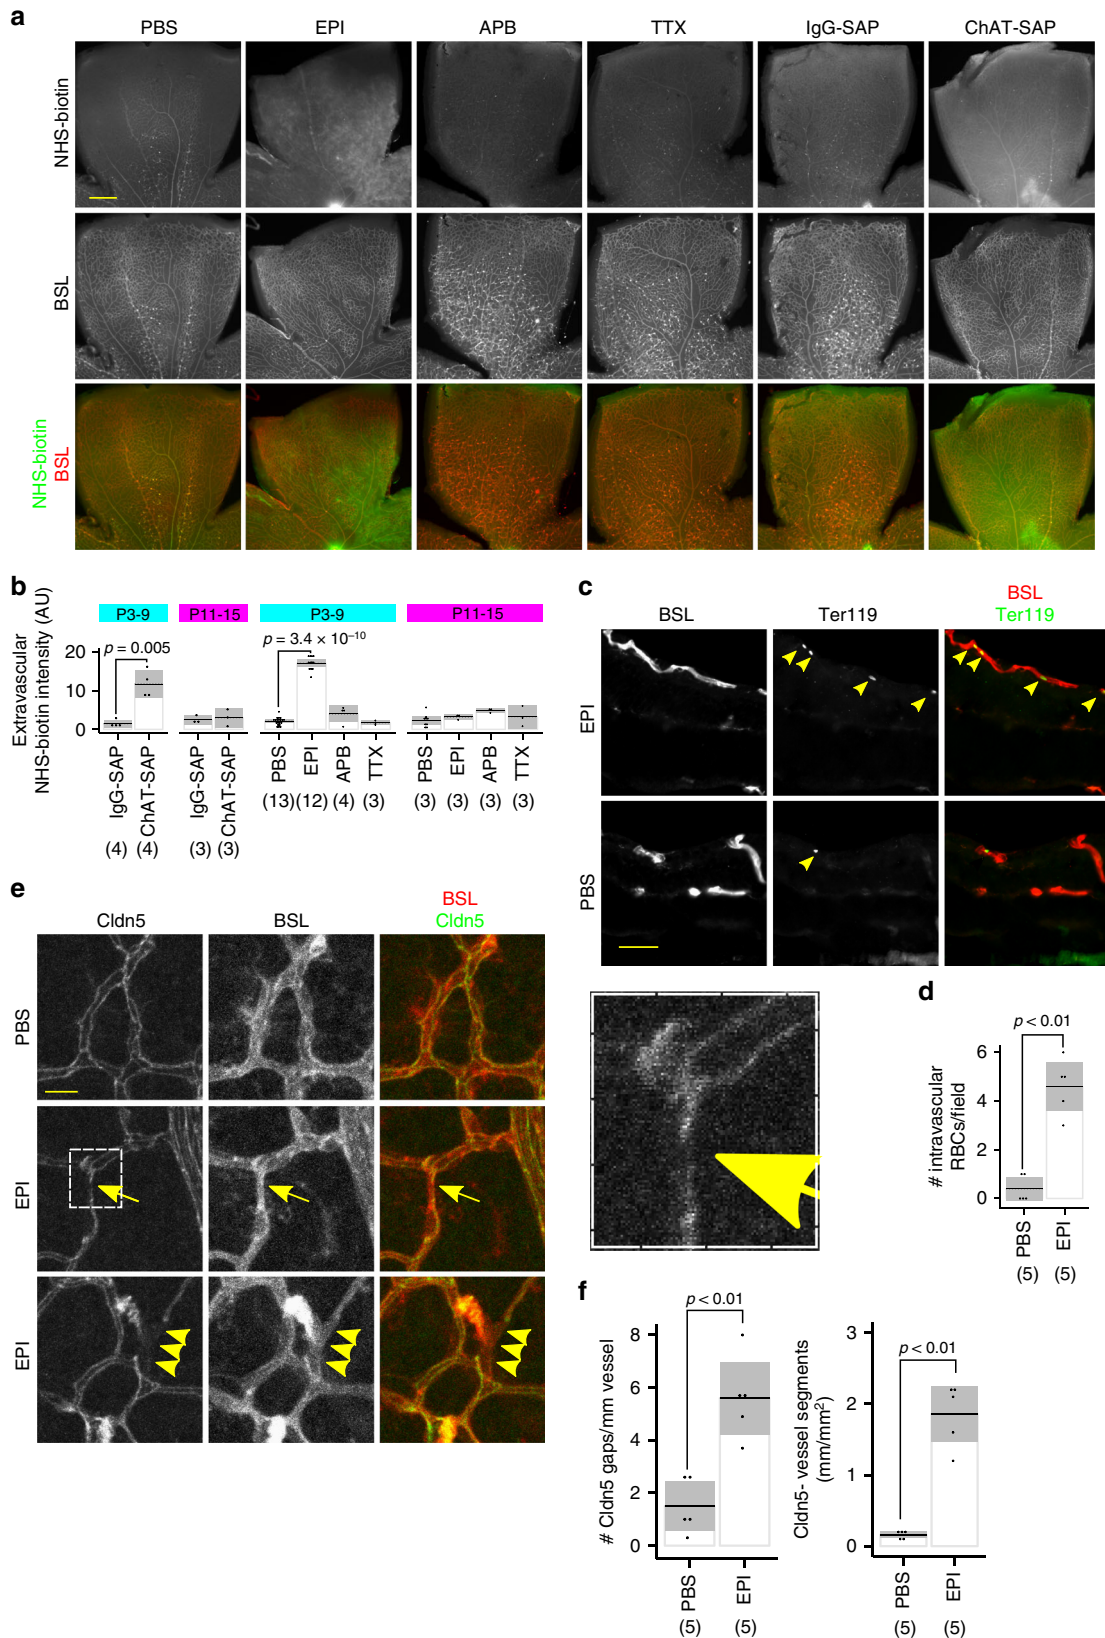 a
PBS EPI APB TTX IgG-SAP ChAT-SAP
NHS-biotin
BSL
NHS-biotin
BSL
b
Extravascular
NHS-biotin intensity (AU)
P3-9 P11-15 P3-9 P11-15
p = 0.005
p = 3.4 × 10⁻¹⁰
20
10
0
IgG-SAP ChAT-SAP IgG-SAP ChAT-SAP PBS EPI APB TTX PBS EPI APB TTX
(4) (4) (3) (3) (13) (12) (4) (3) (3) (3) (3) (3)
c
BSL Ter119 BSL
Ter119
EPI
PBS
d
p < 0.01
# intravascular
RBCs/field
6
4
2
0
PBS EPI
(5) (5)
e
Cldn5 BSL BSL
Cldn5
PBS
EPI
EPI
f
p < 0.01
# Cldn5 gaps/mm vessel
8
6
4
2
0
PBS EPI
(5) (5)
p < 0.01
Cldn5- vessel segments
(mm/mm²)
3
2
1
0
PBS EPI
(5) (5)